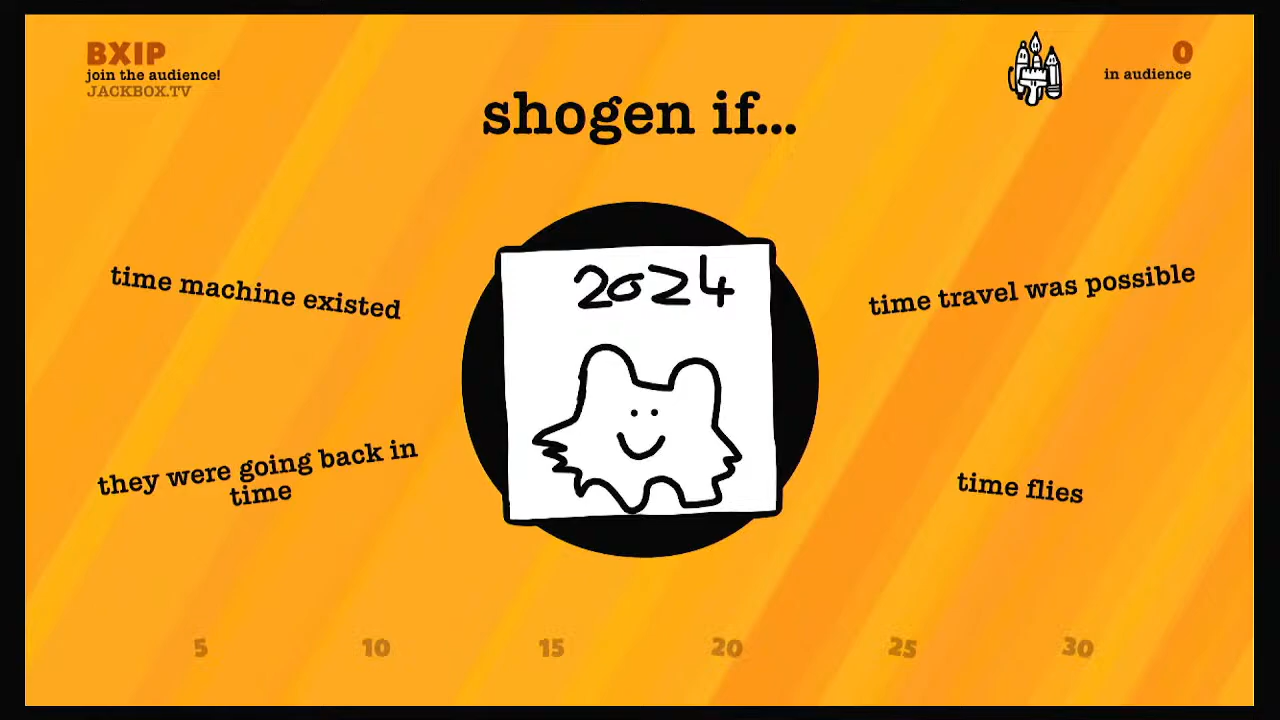 BXIP
join the audience!
JACKBOX.TV
0
in audience
shogen if...
2024
time machine existed
time travel was possible
they were going back in
time
time flies
5 10 15 20 25 30